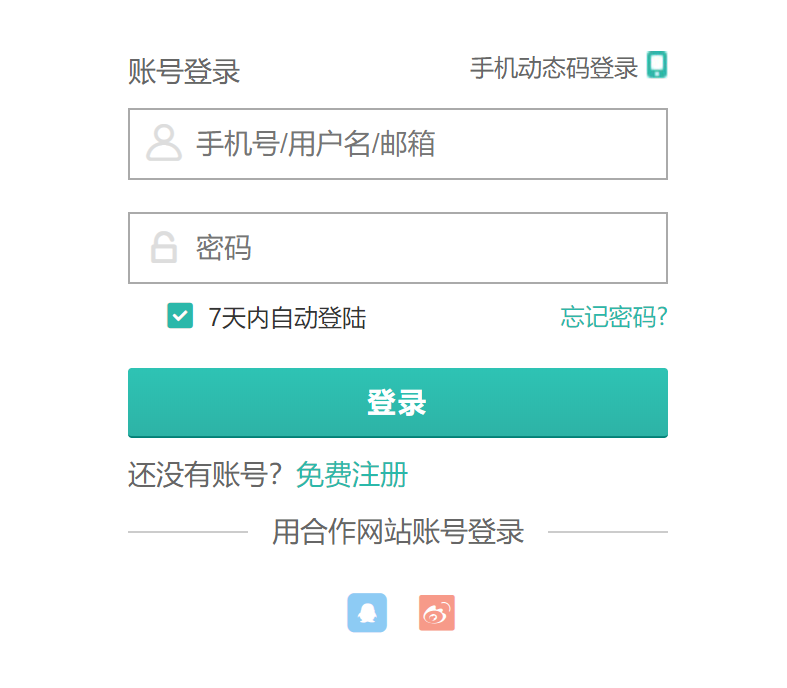 账号登录
手机动态码登录
手机号/用户名/邮箱
密码
7天内自动登陆
忘记密码?
登录
还没有账号？免费注册
用合作网站账号登录